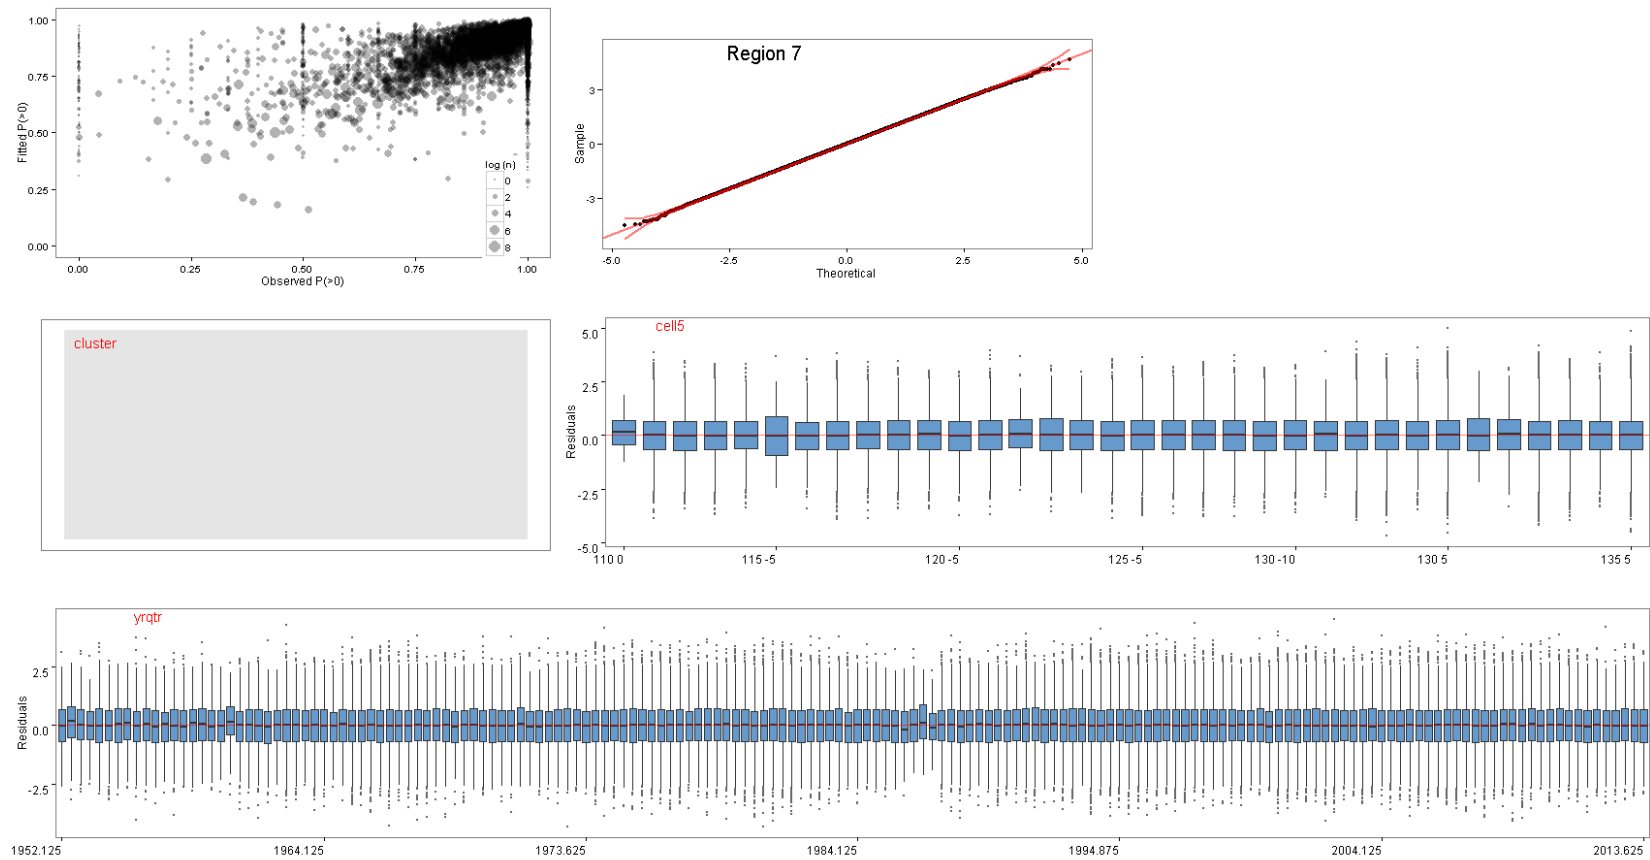 1.00
0.75
0.50
0.25
0.00
Fitted P(>0)
log (n)
0
2
4
6
8
0.00 0.25 0.50 0.75 1.00
Observed P(>0)
Region 7
3
0
-3
Sample
-5.0 -2.5 0.0 2.5 5.0
Theoretical
cluster
cell5
5.0
2.5
0.0
-2.5
-5.0
Residuals
110 0 115 -5 120 -5 125 -5 130 -10 130 5 135 5
yrqtr
2.5
0.0
-2.5
Residuals
1952.125 1964.125 1973.625 1984.125 1994.875 2004.125 2013.625